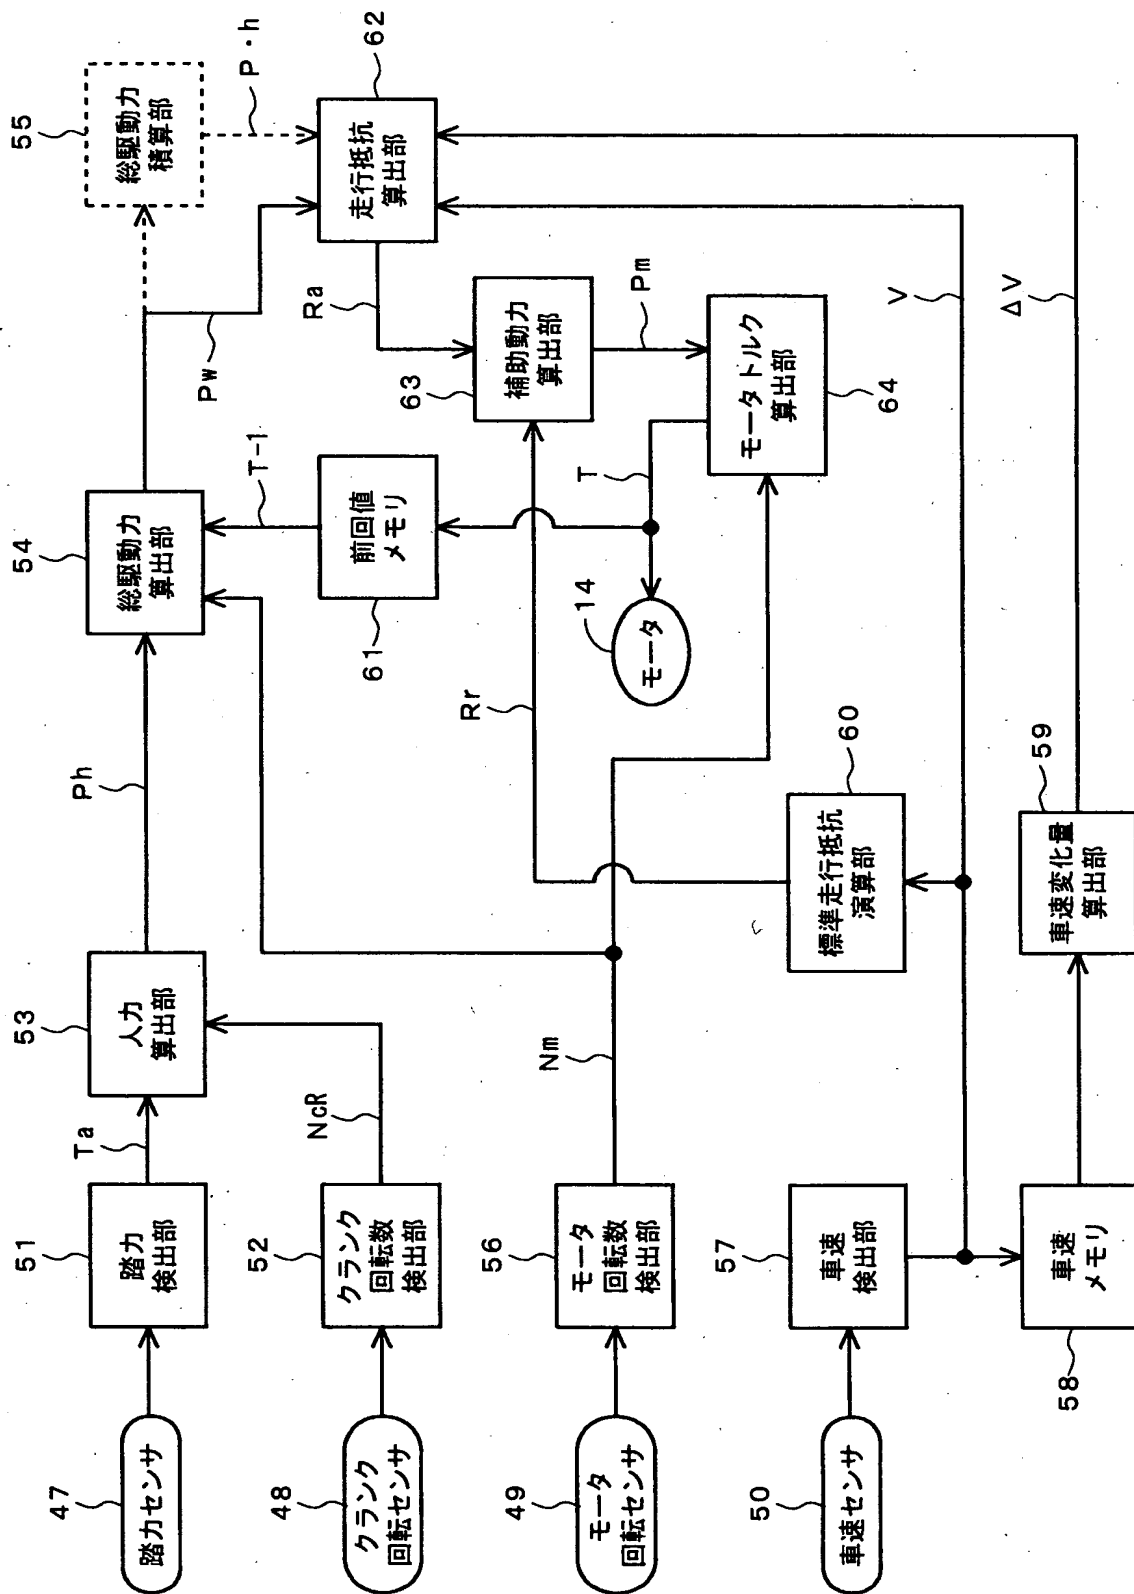 47
踏力センサ
51
踏力
検出部
Ta
53
人力
算出部
Ph
54
総駆動力
算出部
Pw
55
総駆動力
積算部
P・h
62
走行抵抗
算出部
48
クランク
回転センサ
52
クランク
回転数
検出部
NcR
61
前回値
メモリ
T-1
Ra
63
補助動力
算出部
Pm
Rr
14
モータ
T
64
モータトルク
算出部
49
モータ
回転センサ
56
モータ
回転数
検出部
Nm
50
車速センサ
57
車速
検出部
60
標準走行抵抗
演算部
V
58
車速
メモリ
59
車速変化量
算出部
ΔV